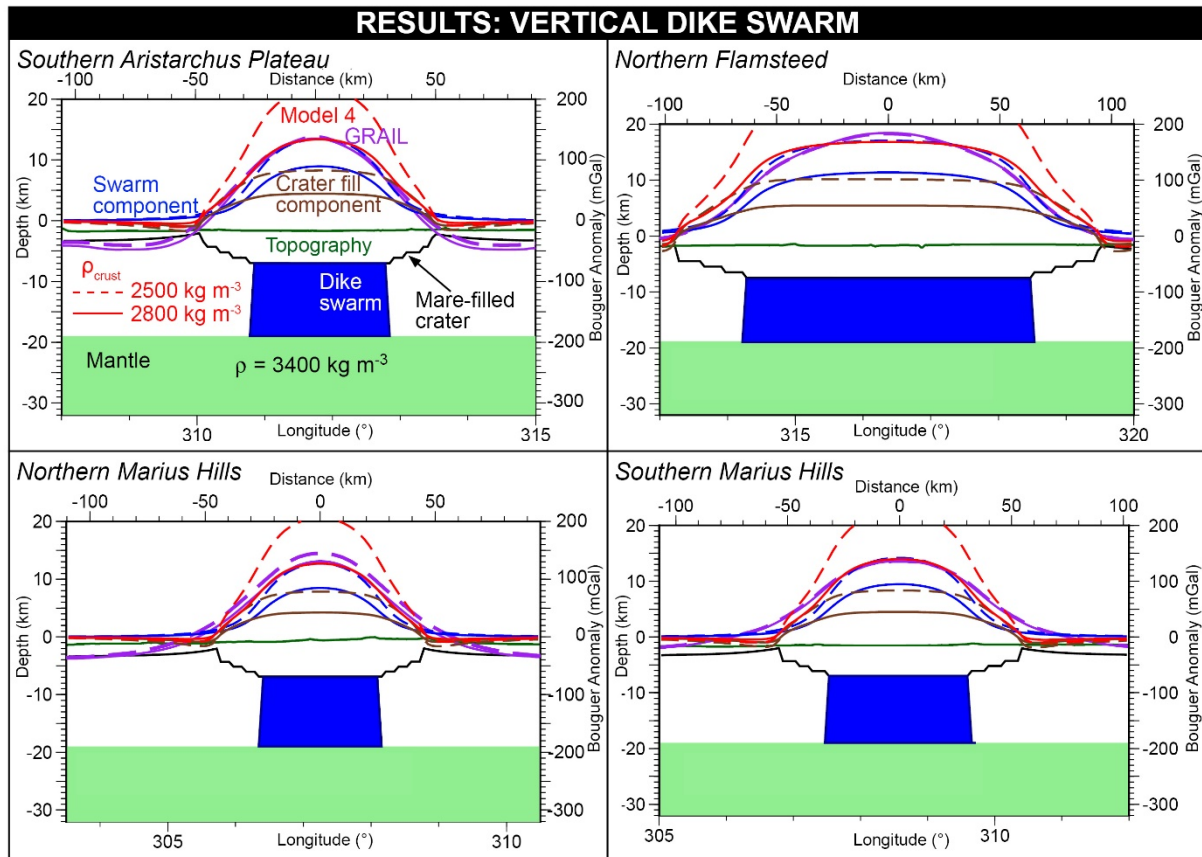 RESULTS: VERTICAL DIKE SWARM
Southern Aristarchus Plateau
Distance (km)
-100 -50 0 50
20 10 0 -10 -20 -30
Depth (km)
200 100 0 -100 -200 -300
Bouguer Anomaly (mGal)
Model 4
GRAIL
Swarm
component
Crater fill
component
Topography
ρcrust
2500 kg m-3
2800 kg m-3
Dike
swarm
Mare-filled
crater
Mantle
ρ = 3400 kg m-3
310 315
Longitude (°)
Northern Flamsteed
Distance (km)
-100 -50 0 50 100
20 10 0 -10 -20 -30
Depth (km)
200 100 0 -100 -200 -300
Bouguer Anomaly (mGal)
315 320
Longitude (°)
Northern Marius Hills
Distance (km)
-100 -50 0 50
20 10 0 -10 -20 -30
Depth (km)
200 100 0 -100 -200 -300
Bouguer Anomaly (mGal)
305 310
Longitude (°)
Southern Marius Hills
Distance (km)
-100 -50 0 50 100
20 10 0 -10 -20 -30
Depth (km)
200 100 0 -100 -200 -300
Bouguer Anomaly (mGal)
305 310
Longitude (°)